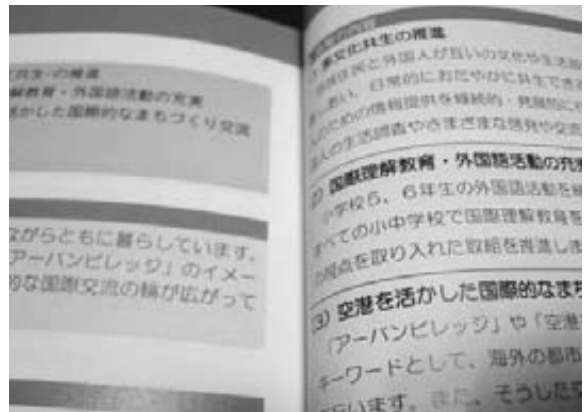 共生の推進
解教育・外国語活動の充実
活かした国際的なまちづくり交流
ながらともに暮らしています。
アーバンビレッジ」のイメー
的な国際交流の輪が広がって
多文化共生の推進
地域住民と外国人が互いの文化や生活習
あい、日常的におだやかに共生でき
のための情報提供を継続的・発展的に
人の生活調査やさまざまな啓発や交流
2) 国際理解教育・外国語活動の充実
小学校5、6年生の外国語活動を
すべての小中学校で国際理解教育を
の視点を取り入れた取組を推進しま
(3) 空港を活かした国際的なまち
「アーバンビレッジ」や「空港
キーワードとして、海外の都市
行います。また、そうした